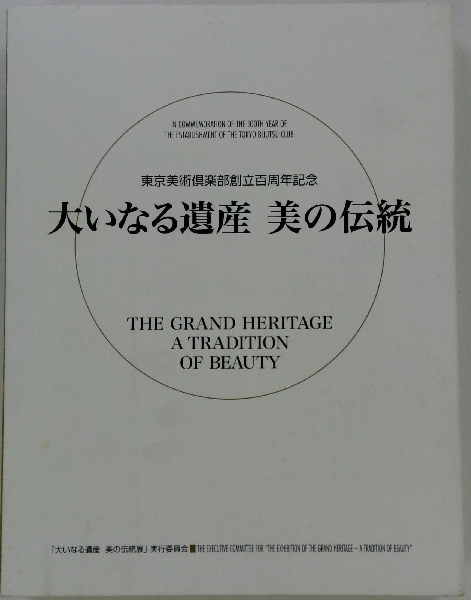 IN COMMEMORATION OF THE 100TH YEAR OF
THE ESTABLISHMENT OF THE TOKYO BIJUTSU CLUB
東京美術倶楽部創立百周年記念
大いなる遺産 美の伝統
THE GRAND HERITAGE
A TRADITION
OF BEAUTY
「大いなる遺産 美の伝統展」実行委員会 THE EXECUTIVE COMMITTEE FOR "THE EXHIBITION OF THE GRAND HERITAGE – A TRADITION OF BEAUTY"